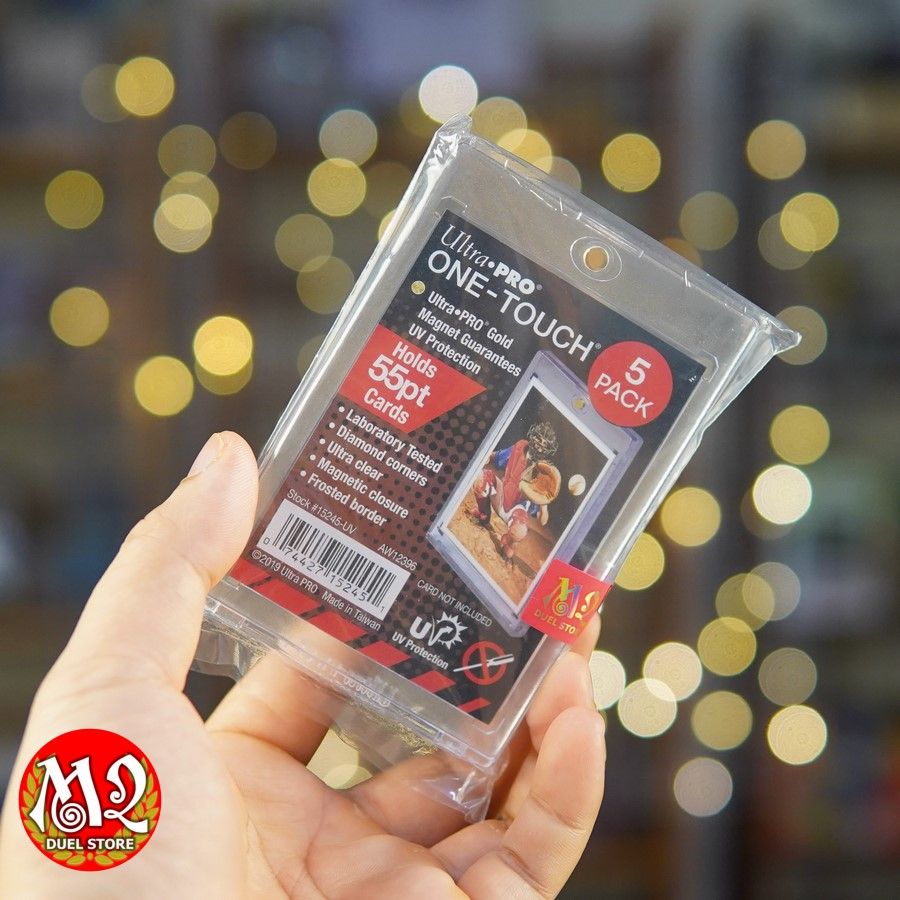 Ultra•PRO®
ONE-TOUCH®
• Ultra•PRO® Gold
Magnet Guarantees
UV Protection
5
PACK
Holds
55pt
Cards
• Laboratory Tested
• Diamond corners
• Ultra clear
• Magnetic closure
• Frosted border
Stock #15245-UV
AW12396
0 74427 15245 1
©2019 Ultra PRO Made in Taiwan
CARD NOT INCLUDED
UV
UV Protection
M2
DUEL STORE
M2
DUEL STORE